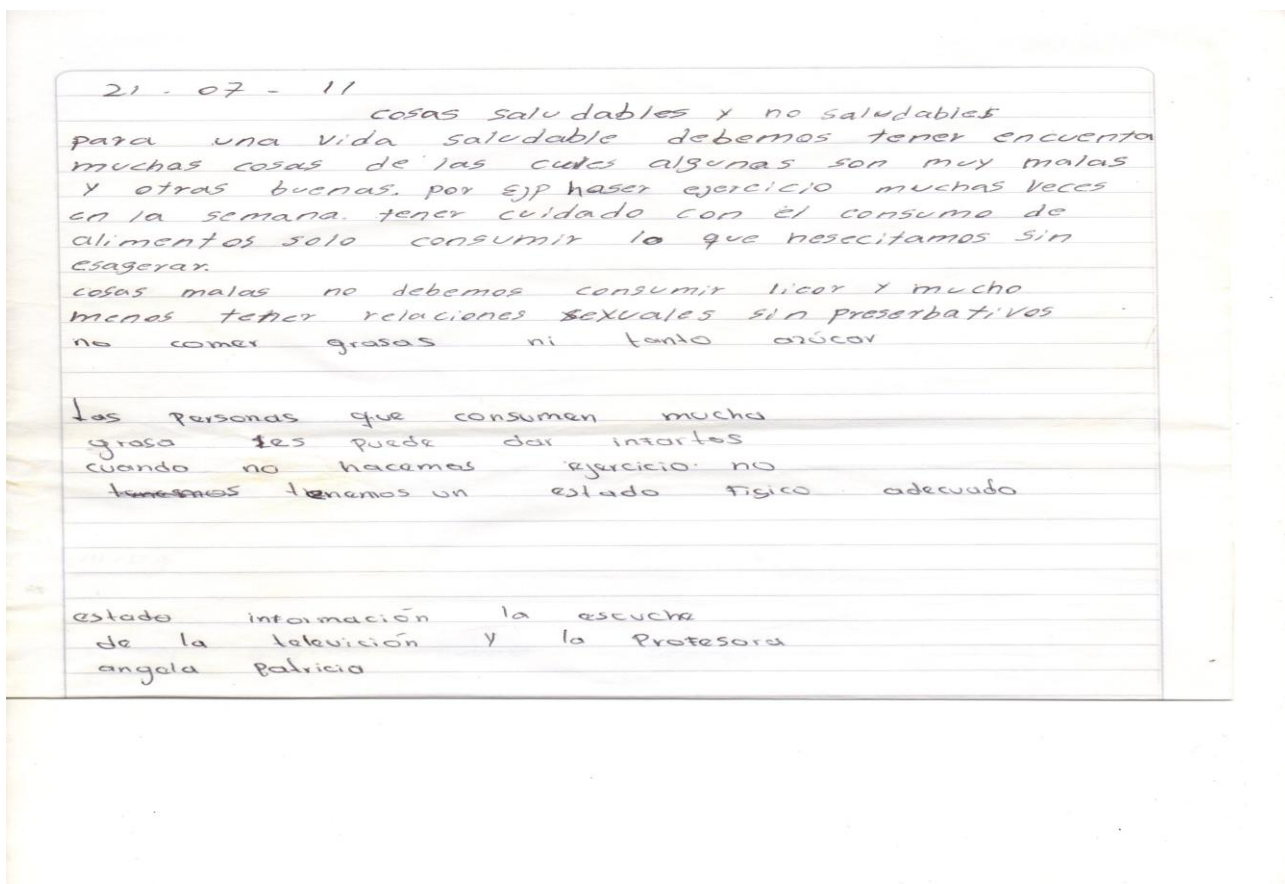 21 - 07 - 11
cosas saludables y no saludables
para una vida saludable debemos tener encuenta
muchas cosas de las cules algunas son muy malas
y otras buenas. por EJP haser ejercicio muchas veces
en la semana. tener cuidado con el consumo de
alimentos solo consumir lo que nesecitamos sin
esagerar.
cosas malas no debemos consumir licor y mucho
menos tener relaciones sexuales sin preserbativos
no comer grasas ni tanto azúcar
Las personas que consumen mucha
grasa les puede dar infartos
cuando no hacemos ejercicio no
tenemos un estado fisico adecuado
estado información la escuche
de la televición y la Profesora
angela Patricia